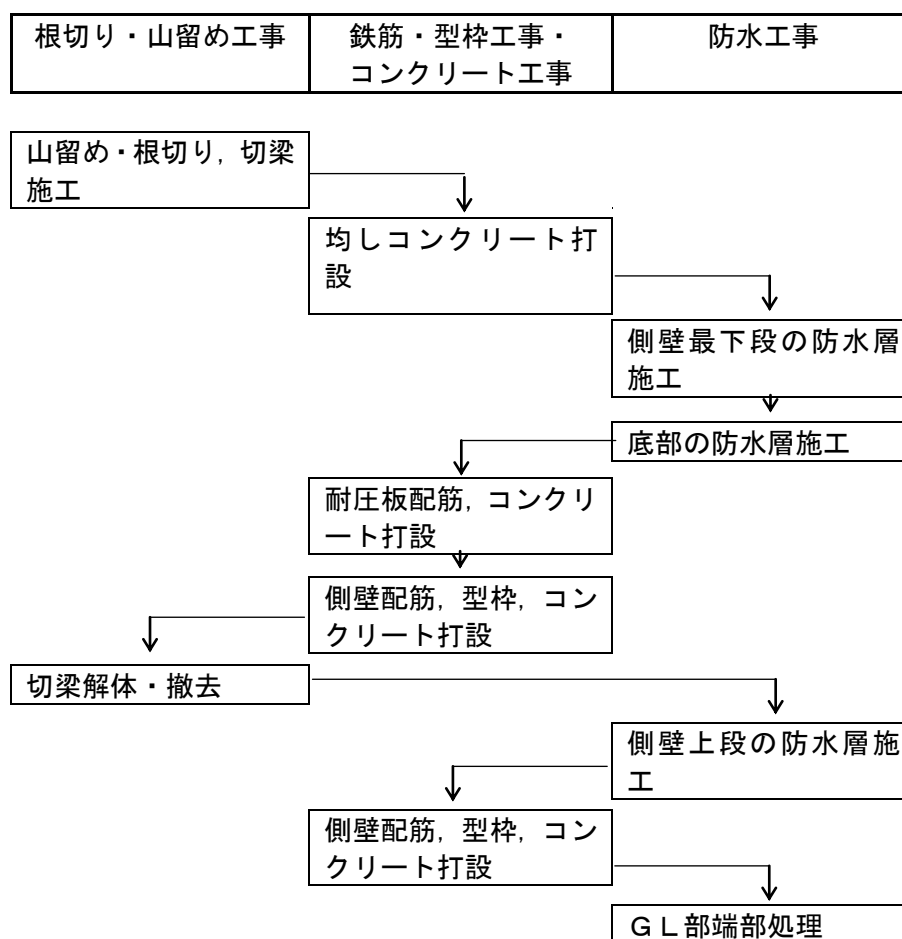 根切り・山留め工事
鉄筋・型枠工事・
コンクリート工事
防水工事
山留め・根切り, 切梁
施工
均しコンクリート打
設
側壁最下段の防水層
施工
底部の防水層施工
耐圧板配筋, コンクリ
ート打設
側壁配筋, 型枠, コン
クリート打設
切梁解体・撤去
側壁上段の防水層施
工
側壁配筋, 型枠, コン
クリート打設
ＧＬ部端部処理